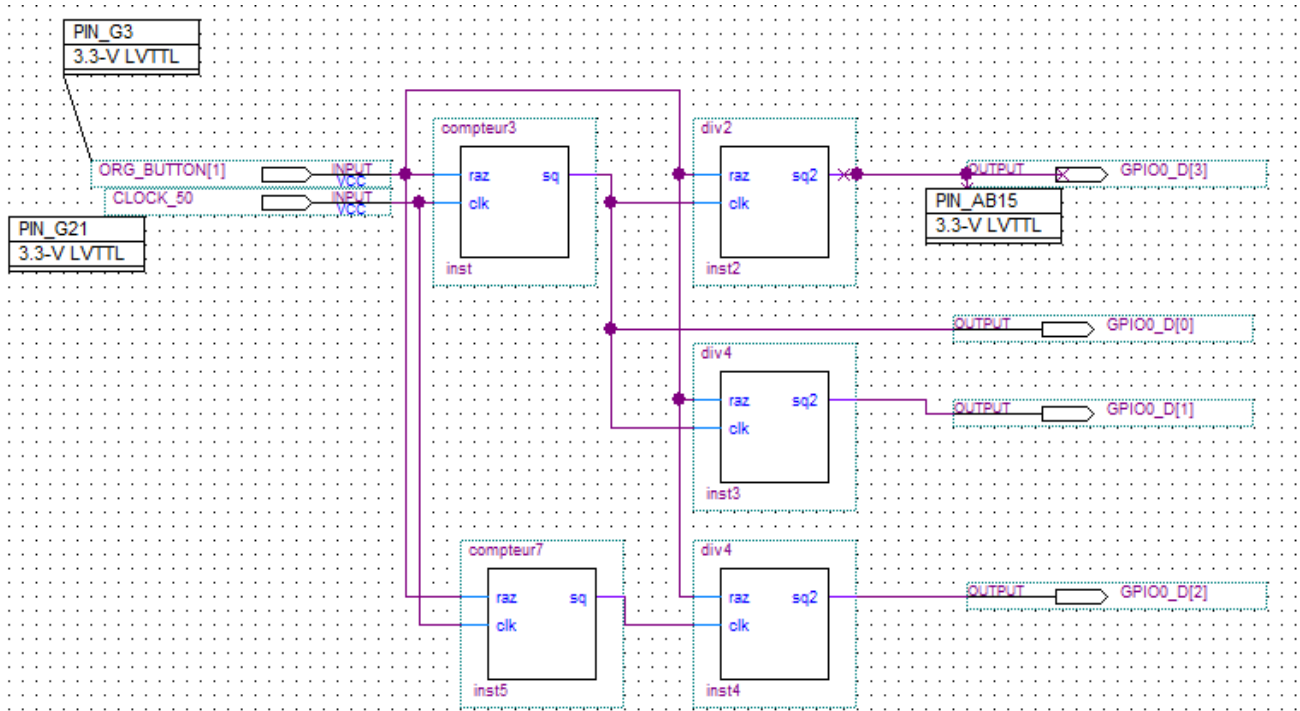 PIN_G3
3.3-V LVTTL
compteur3
div2
ORG_BUTTON[1]
INPUT
VCC
raz
sq
raz
sq2
OUTPUT
GPIO0_D[3]
CLOCK_50
INPUT
VCC
clk
clk
PIN_AB15
3.3-V LVTTL
PIN_G21
3.3-V LVTTL
inst
inst2
OUTPUT
GPIO0_D[0]
div4
raz
sq2
OUTPUT
GPIO0_D[1]
clk
inst3
compteur7
div4
raz
sq
raz
sq2
OUTPUT
GPIO0_D[2]
clk
clk
inst5
inst4